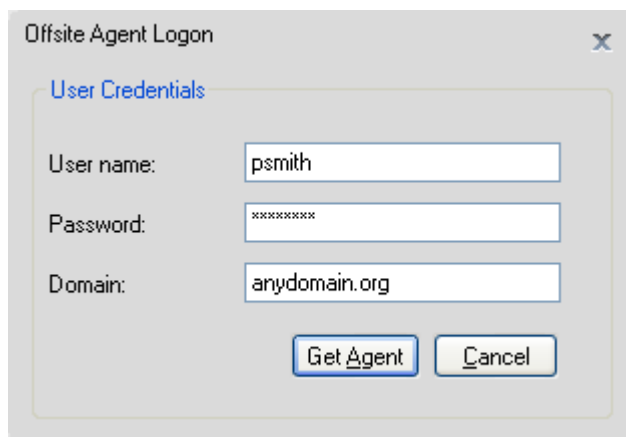 Offsite Agent Logon
x
User Credentials
User name:
psmith
Password:
********
Domain:
anydomain.org
Get Agent
Cancel